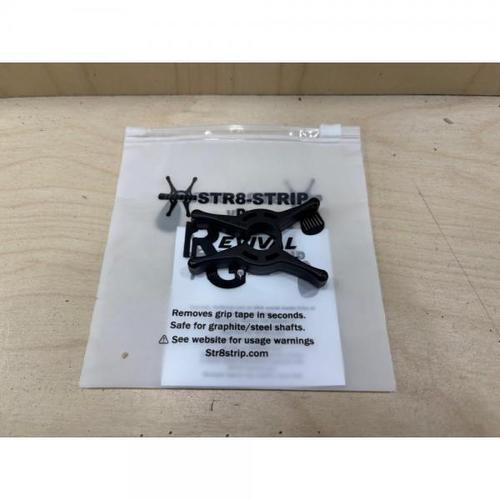 STR8-STRIP
REVIVAL
G
Removes grip tape in seconds.
Safe for graphite/steel shafts.
⚠ See website for usage warnings
Str8strip.com